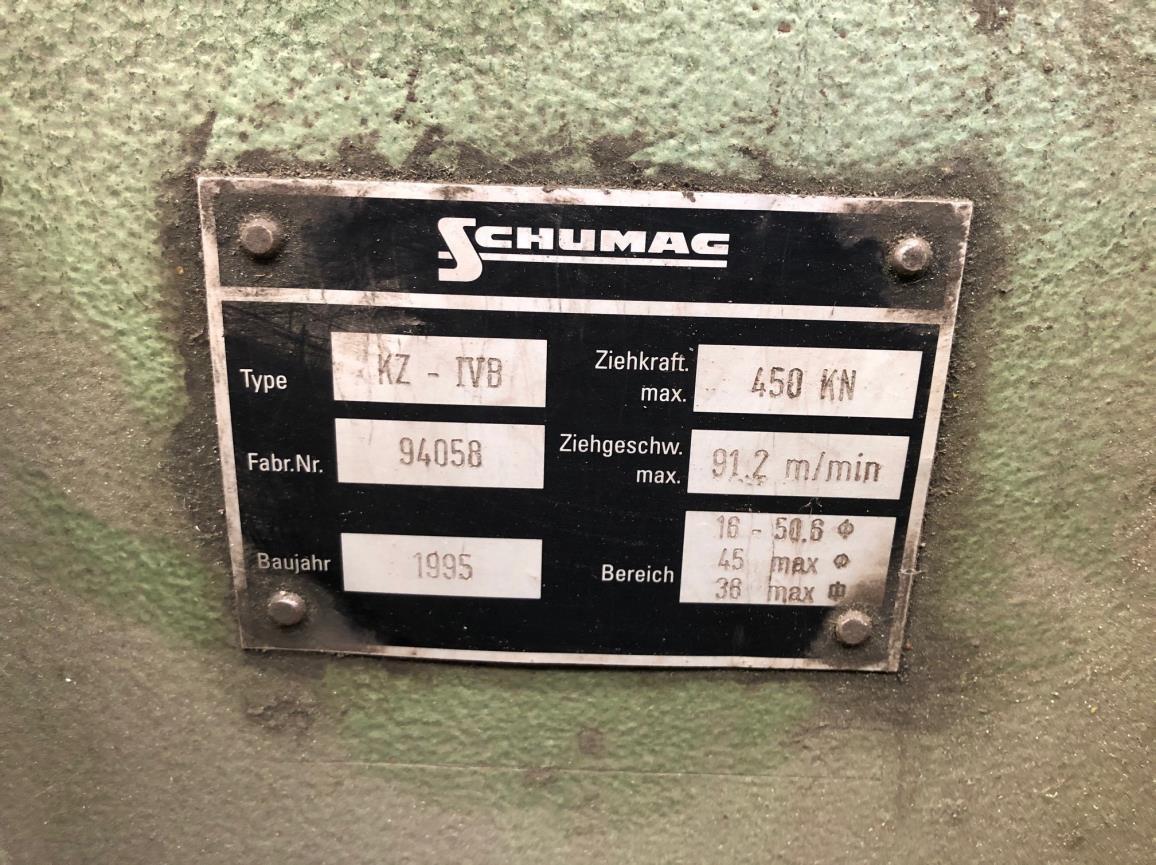 SCHUMAG
Type KZ - IVB
Ziehkraft. max. 450 KN
Fabr.Nr. 94058
Ziehgeschw. max. 91.2 m/min
Baujahr 1995
Bereich 16 - 50.6 Φ
45 max Φ
36 max ⌽